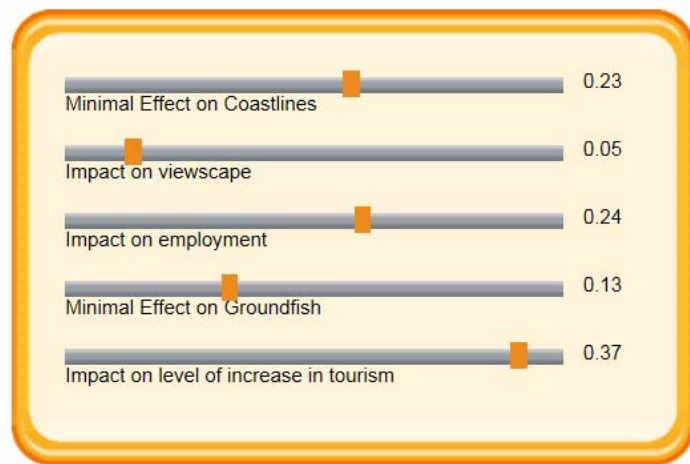 0.23
Minimal Effect on Coastlines
0.05
Impact on viewscape
0.24
Impact on employment
0.13
Minimal Effect on Groundfish
0.37
Impact on level of increase in tourism